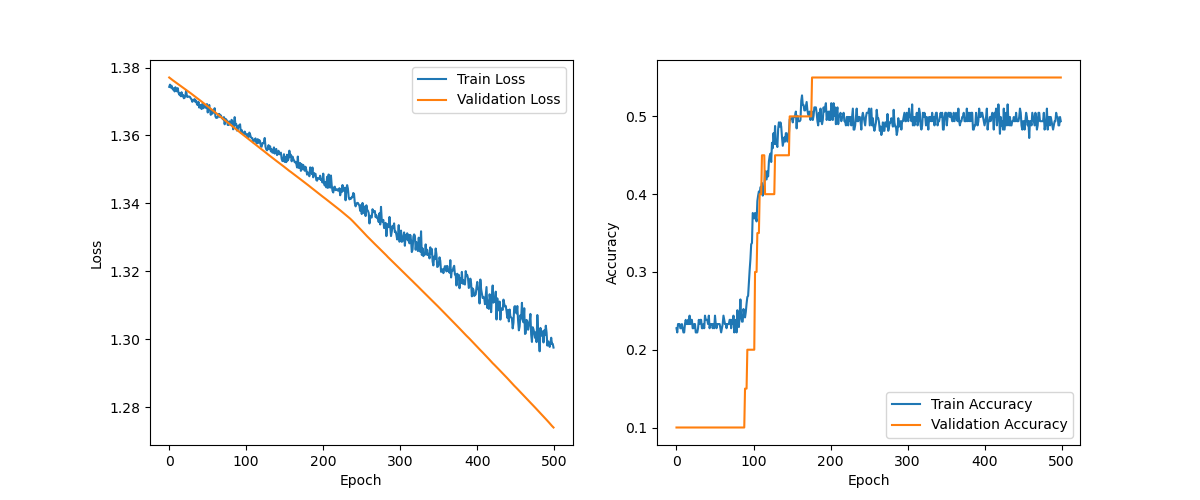 1.38
1.36
1.34
1.32
1.30
1.28
Loss
0 100 200 300 400 500
Epoch
Train Loss
Validation Loss
0.5
0.4
0.3
0.2
0.1
Accuracy
0 100 200 300 400 500
Epoch
Train Accuracy
Validation Accuracy